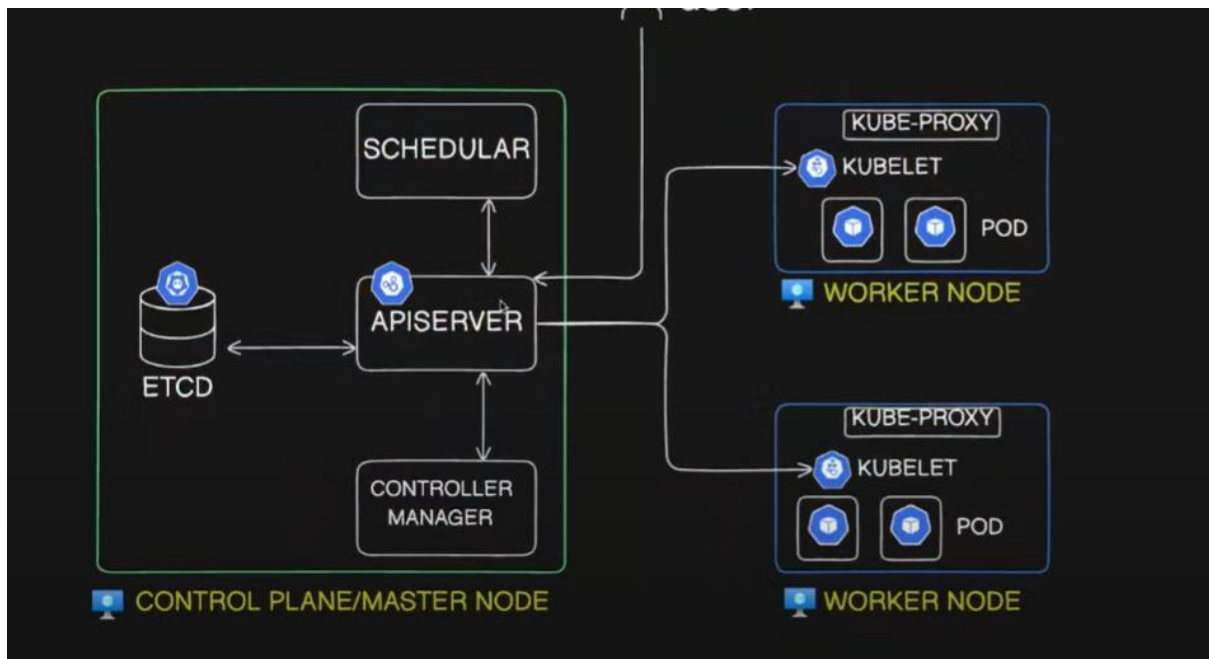 SCHEDULAR
APISERVER
ETCD
CONTROLLER
MANAGER
CONTROL PLANE/MASTER NODE
KUBE-PROXY
KUBELET
POD
WORKER NODE
KUBE-PROXY
KUBELET
POD
WORKER NODE